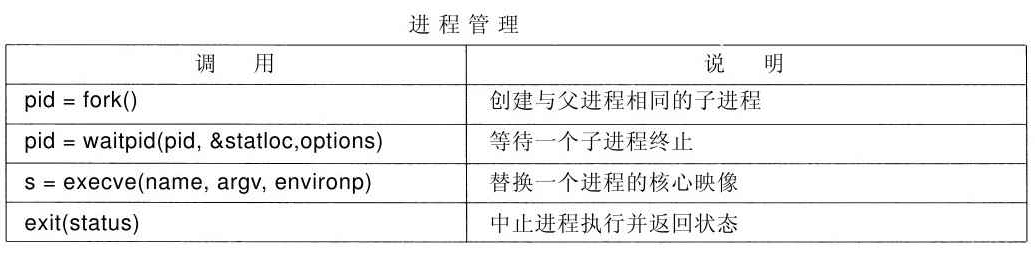 进程管理
调用 说明
pid = fork() 创建与父进程相同的子进程
pid = waitpid(pid, &statloc,options) 等待一个子进程终止
s = execve(name, argv, environp) 替换一个进程的核心映像
exit(status) 中止进程执行并返回状态